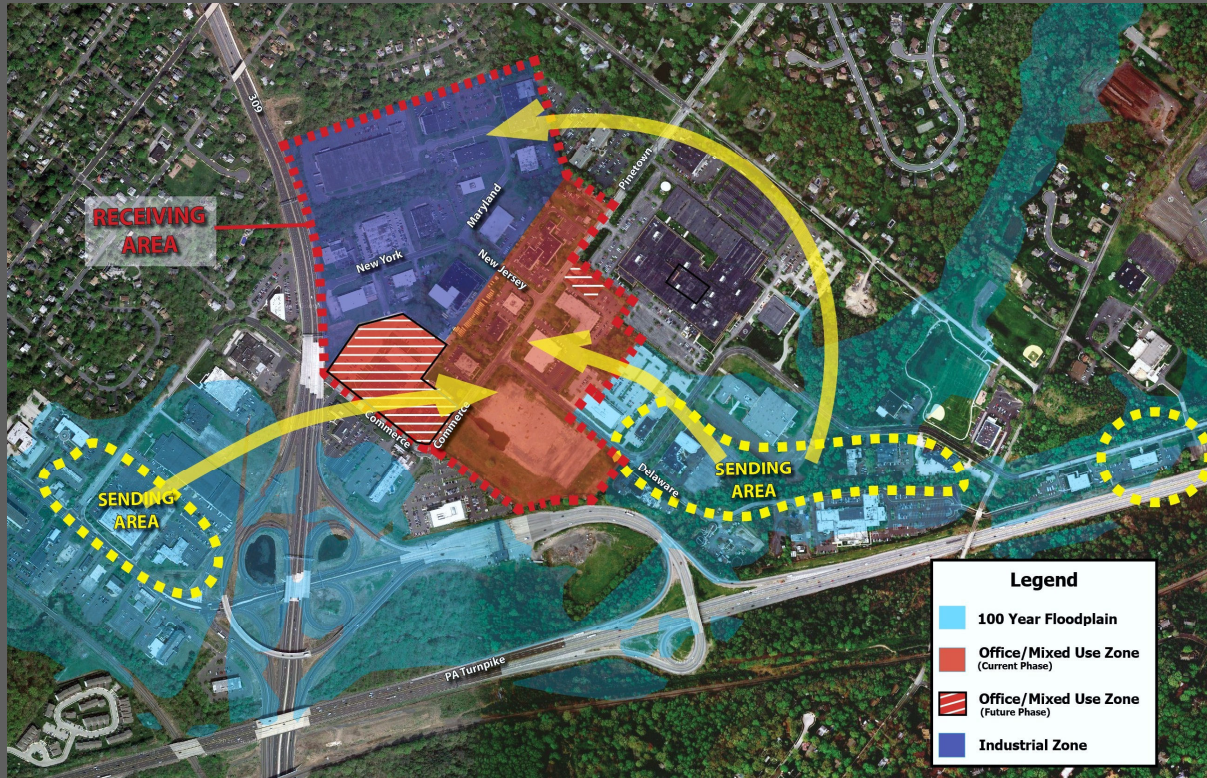 309
RECEIVING
AREA
Pinetown
Maryland
New York
New Jersey
Commerce
Commerce
Delaware
SENDING
AREA
SENDING
AREA
PA Turnpike
Legend
100 Year Floodplain
Office/Mixed Use Zone
(Current Phase)
Office/Mixed Use Zone
(Future Phase)
Industrial Zone